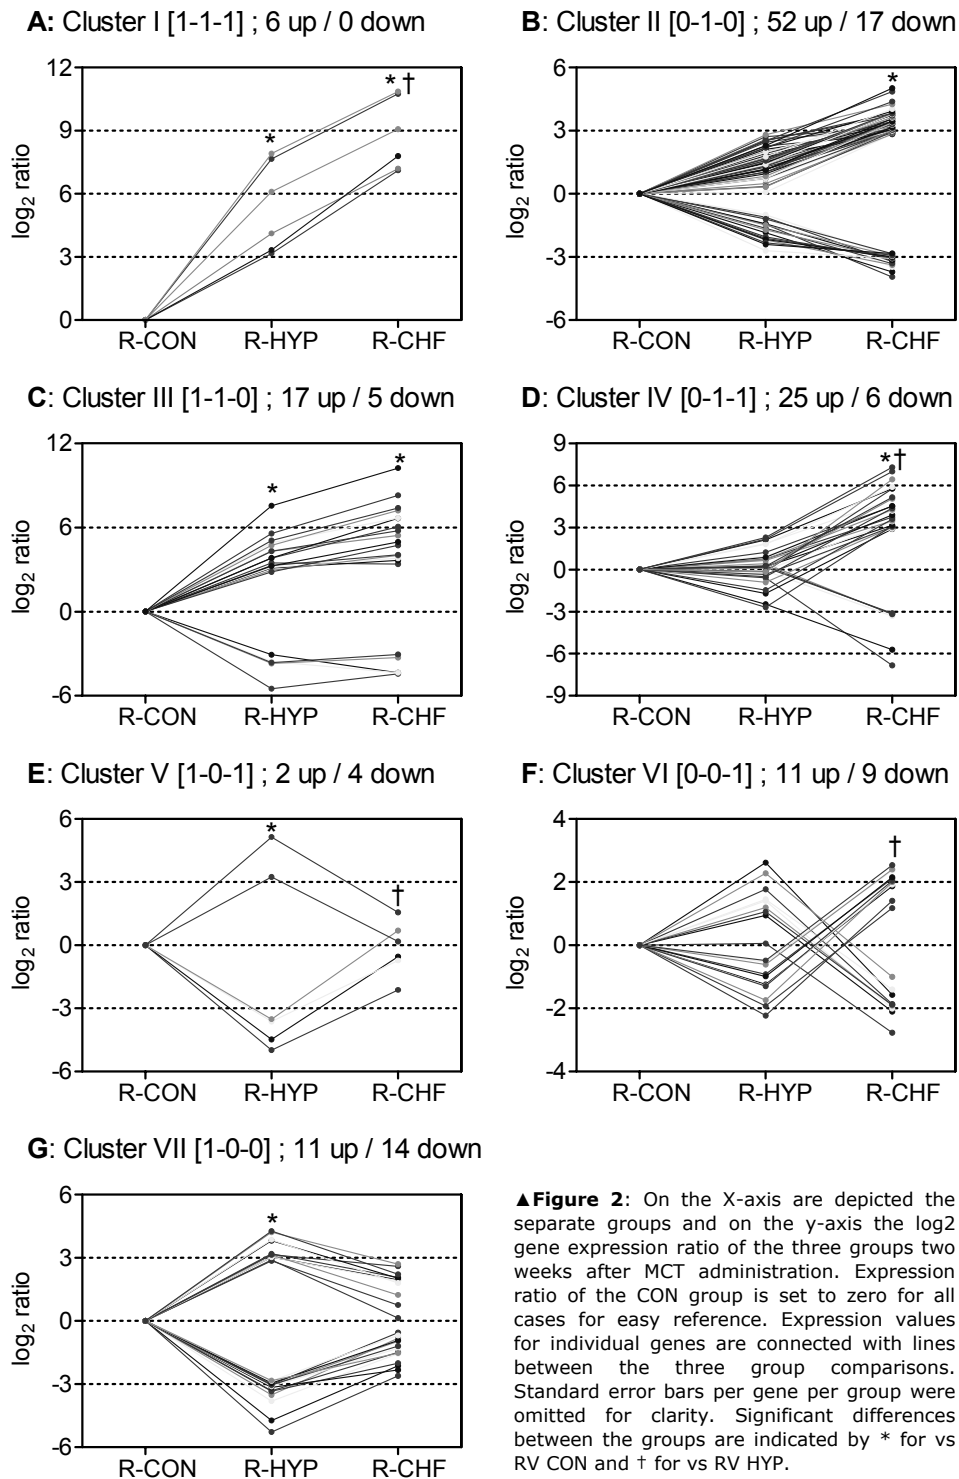 A: Cluster I [1-1-1] ; 6 up / 0 down
12
9
6
3
0
log2 ratio
*
* †
R-CON R-HYP R-CHF
B: Cluster II [0-1-0] ; 52 up / 17 down
6
3
0
-3
-6
log2 ratio
*
R-CON R-HYP R-CHF
C: Cluster III [1-1-0] ; 17 up / 5 down
12
6
0
-6
log2 ratio
*
*
R-CON R-HYP R-CHF
D: Cluster IV [0-1-1] ; 25 up / 6 down
9
6
3
0
-3
-6
-9
log2 ratio
*†
R-CON R-HYP R-CHF
E: Cluster V [1-0-1] ; 2 up / 4 down
6
3
0
-3
-6
log2 ratio
*
†
R-CON R-HYP R-CHF
F: Cluster VI [0-0-1] ; 11 up / 9 down
4
2
0
-2
-4
log2 ratio
†
R-CON R-HYP R-CHF
G: Cluster VII [1-0-0] ; 11 up / 14 down
6
3
0
-3
-6
log2 ratio
*
R-CON R-HYP R-CHF
▲Figure 2: On the X-axis are depicted the
separate groups and on the y-axis the log2
gene expression ratio of the three groups two
weeks after MCT administration. Expression
ratio of the CON group is set to zero for all
cases for easy reference. Expression values
for individual genes are connected with lines
between the three group comparisons.
Standard error bars per gene per group were
omitted for clarity. Significant differences
between the groups are indicated by * for vs
RV CON and † for vs RV HYP.